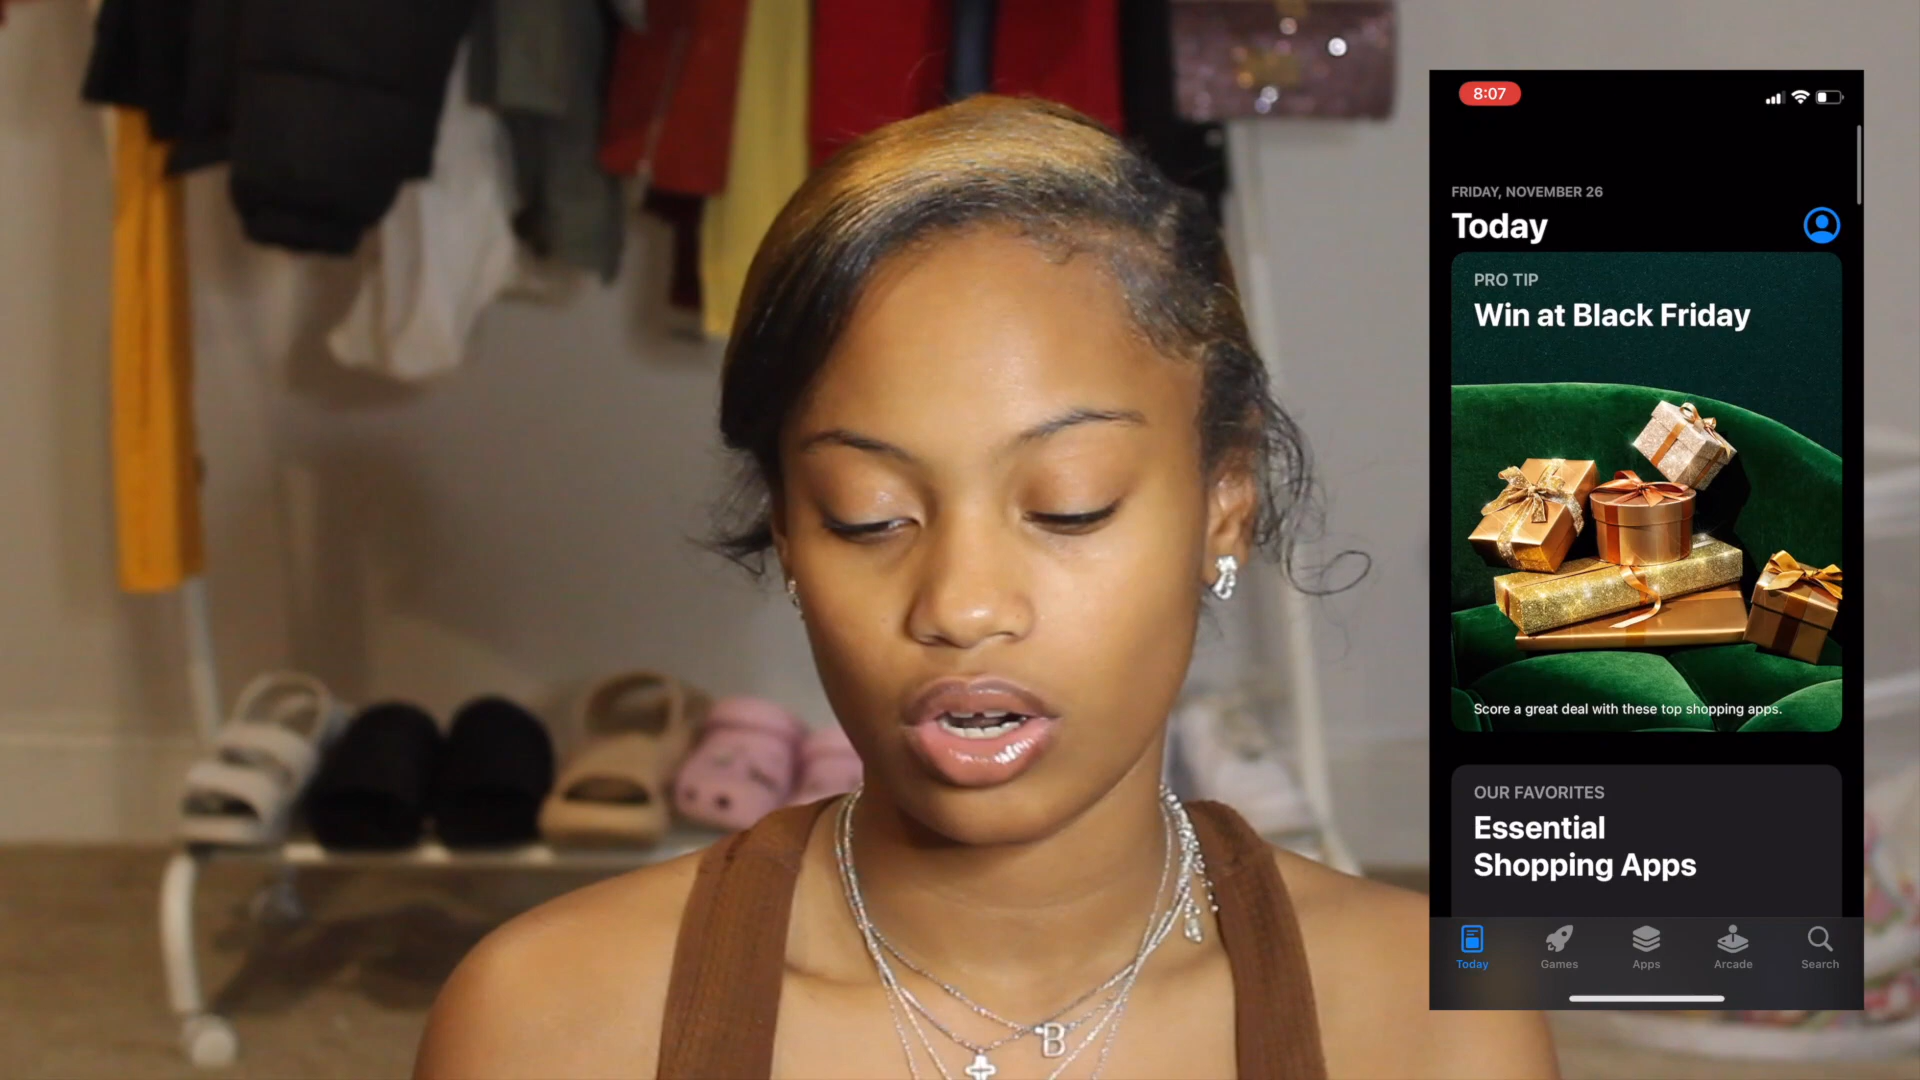 8:07
FRIDAY, NOVEMBER 26
Today
PRO TIP
Win at Black Friday
Score a great deal with these top shopping apps.
OUR FAVORITES
Essential
Shopping Apps
Today
Games
Apps
Arcade
Search
B